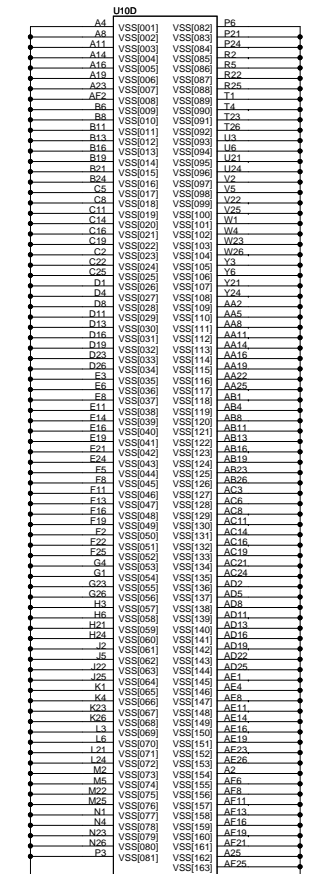 U10D
A4 VSS[001] VSS[082] P6
A8 VSS[002] VSS[083] P21
A11 VSS[003] VSS[084] P24
A14 VSS[004] VSS[085] R2
A16 VSS[005] VSS[086] R5
A19 VSS[006] VSS[087] R22
A23 VSS[007] VSS[088] R25
AF2 VSS[008] VSS[089] T1
B6 VSS[009] VSS[090] T4
B8 VSS[010] VSS[091] T23
B11 VSS[011] VSS[092] T26
B13 VSS[012] VSS[093] U3
B16 VSS[013] VSS[094] U6
B19 VSS[014] VSS[095] U21
B21 VSS[015] VSS[096] U24
B24 VSS[016] VSS[097] V2
C5 VSS[017] VSS[098] V5
C8 VSS[018] VSS[099] V22
C11 VSS[019] VSS[100] V25
C14 VSS[020] VSS[101] W1
C16 VSS[021] VSS[102] W4
C19 VSS[022] VSS[103] W23
C2 VSS[023] VSS[104] W26
C22 VSS[024] VSS[105] Y3
C25 VSS[025] VSS[106] Y6
D1 VSS[026] VSS[107] Y21
D4 VSS[027] VSS[108] Y24
D8 VSS[028] VSS[109] AA2
D11 VSS[029] VSS[110] AA5
D13 VSS[030] VSS[111] AA8
D16 VSS[031] VSS[112] AA11
D19 VSS[032] VSS[113] AA14
D23 VSS[033] VSS[114] AA16
D26 VSS[034] VSS[115] AA19
E3 VSS[035] VSS[116] AA22
E6 VSS[036] VSS[117] AA25
E8 VSS[037] VSS[118] AB1
E11 VSS[038] VSS[119] AB4
E14 VSS[039] VSS[120] AB8
E16 VSS[040] VSS[121] AB11
E19 VSS[041] VSS[122] AB13
E21 VSS[042] VSS[123] AB16
E24 VSS[043] VSS[124] AB19
F5 VSS[044] VSS[125] AB23
F8 VSS[045] VSS[126] AB26
F11 VSS[046] VSS[127] AC3
F13 VSS[047] VSS[128] AC6
F16 VSS[048] VSS[129] AC8
F19 VSS[049] VSS[130] AC11
F2 VSS[050] VSS[131] AC14
F22 VSS[051] VSS[132] AC16
F25 VSS[052] VSS[133] AC19
G4 VSS[053] VSS[134] AC21
G1 VSS[054] VSS[135] AC24
G23 VSS[055] VSS[136] AD2
G26 VSS[056] VSS[137] AD5
H3 VSS[057] VSS[138] AD8
H6 VSS[058] VSS[139] AD11
H21 VSS[059] VSS[140] AD13
H24 VSS[060] VSS[141] AD16
J2 VSS[061] VSS[142] AD19
J5 VSS[062] VSS[143] AD22
J22 VSS[063] VSS[144] AD25
J25 VSS[064] VSS[145] AE1
K1 VSS[065] VSS[146] AE4
K4 VSS[066] VSS[147] AE8
K23 VSS[067] VSS[148] AE11
K26 VSS[068] VSS[149] AE14
L3 VSS[069] VSS[150] AE16
L6 VSS[070] VSS[151] AE19
L21 VSS[071] VSS[152] AE23
L24 VSS[072] VSS[153] AE26
M2 VSS[073] VSS[154] A2
M5 VSS[074] VSS[155] AF6
M22 VSS[075] VSS[156] AF8
M25 VSS[076] VSS[157] AF11
N1 VSS[077] VSS[158] AF13
N4 VSS[078] VSS[159] AF16
N23 VSS[079] VSS[160] AF19
N26 VSS[080] VSS[161] AF21
P3 VSS[081] VSS[162] A25
VSS[163] AF25